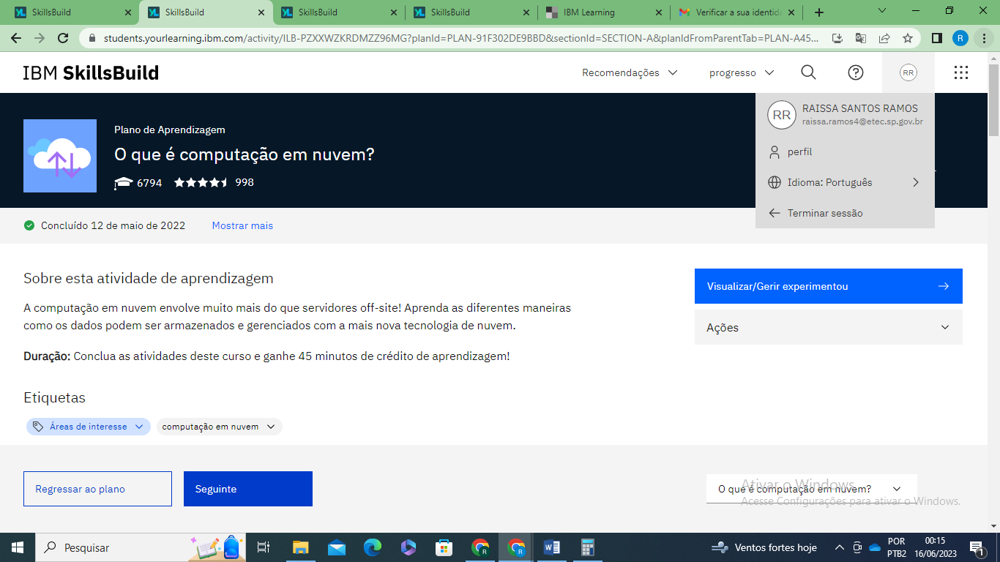 SkillsBuild
SkillsBuild
SkillsBuild
SkillsBuild
IBM Learning
Verificar a sua identida
students.yourlearning.ibm.com/activity/ILB-PZXXWZKRDMZZ96MG?planId=PLAN-91F302DE9BBD&sectionId=SECTION-A&planIdFromParentTab=PLAN-A45...
R
IBM SkillsBuild
Recomendações
progresso
RR
RR
RAISSA SANTOS RAMOS
raissa.ramos4@etec.sp.gov.br
perfil
Idioma: Português
Terminar sessão
Plano de Aprendizagem
O que é computação em nuvem?
6794
998
Concluído 12 de maio de 2022
Mostrar mais
Sobre esta atividade de aprendizagem
A computação em nuvem envolve muito mais do que servidores off-site! Aprenda as diferentes maneiras
como os dados podem ser armazenados e gerenciados com a mais nova tecnologia de nuvem.
Duração: Conclua as atividades deste curso e ganhe 45 minutos de crédito de aprendizagem!
Visualizar/Gerir experimentou
Ações
Etiquetas
Áreas de interesse
computação em nuvem
Regressar ao plano
Seguinte
O que é computação em nuvem?
Ativar o Windows
Acesse Configurações para ativar o Windows.
Pesquisar
Ventos fortes hoje
POR
PTB2
00:15
16/06/2023
1